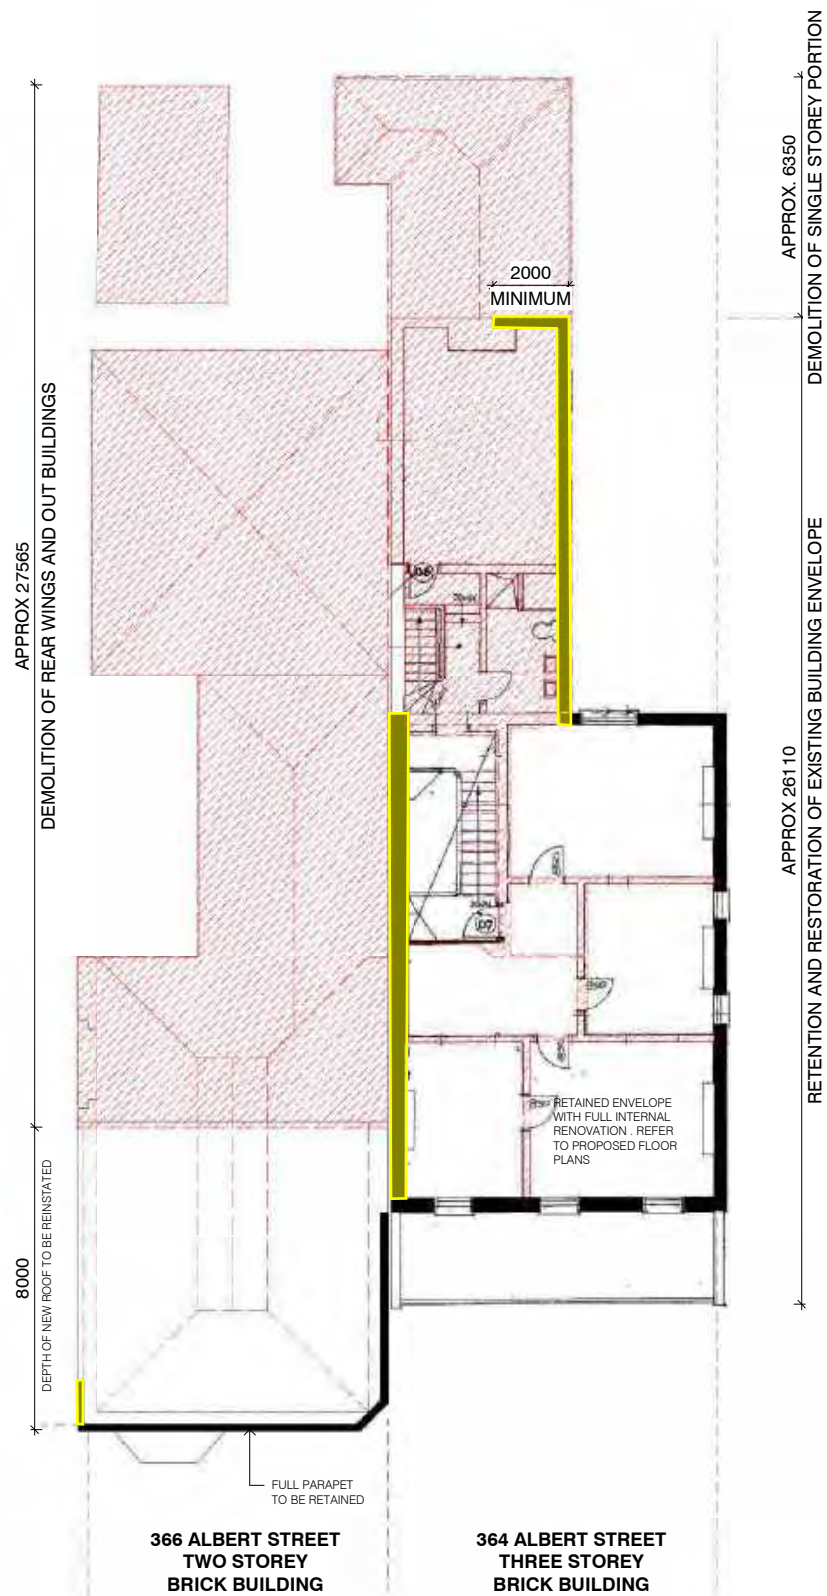 APPROX. 6350
DEMOLITION OF SINGLE STOREY PORTION
2000
MINIMUM
APPROX 27565
DEMOLITION OF REAR WINGS AND OUT BUILDINGS
APPROX 26110
RETENTION AND RESTORATION OF EXISTING BUILDING ENVELOPE
RETAINED ENVELOPE
WITH FULL INTERNAL
RENOVATION . REFER
TO PROPOSED FLOOR
PLANS
8000
DEPTH OF NEW ROOF TO BE REINSTATED
FULL PARAPET
TO BE RETAINED
366 ALBERT STREET
TWO STOREY
BRICK BUILDING
364 ALBERT STREET
THREE STOREY
BRICK BUILDING